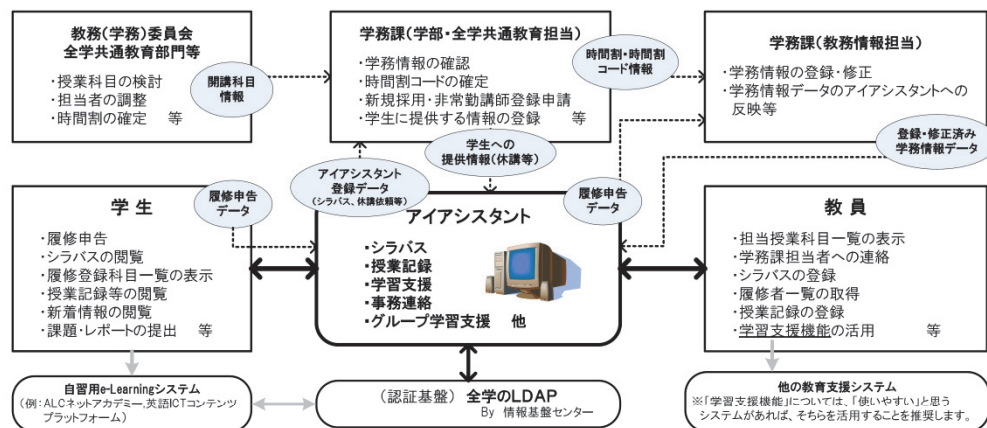 教務(学務)委員会
全学共通教育部門等
・授業科目の検討
・担当者の調整
・時間割の確定　等
開講科目
情報
学務課(学部・全学共通教育担当)
・学務情報の確認
・時間割コードの確定
・新規採用・非常勤講師登録申請
・学生に提供する情報の登録　等
時間割・時間割
コード情報
学務課(教務情報担当)
・学務情報の登録・修正
・学務情報データのアイアシスタントへの
反映等
登録・修正済み
学務情報データ
学生への
提供情報(休講等)
アイアシスタント
登録データ
(シラバス、休講依頼等)
履修申告
データ
履修申告
データ
学 生
・履修申告
・シラバスの閲覧
・履修登録科目一覧の表示
・授業記録等の閲覧
・新着情報の閲覧
・課題・レポートの提出　等
アイアシスタント
・シラバス
・授業記録
・学習支援
・事務連絡
・グループ学習支援　他
教 員
・担当授業科目一覧の表示
・学務課担当者への連絡
・シラバスの登録
・履修者一覧の取得
・授業記録の登録
・学習支援機能の活用　等
自習用e-Learningシステム
(例：ALCネットアカデミー,英語ICTコンテンツ
プラットフォーム)
(認証基盤) 全学のLDAP
By 情報基盤センター
他の教育支援システム
※「学習支援機能」については、「使いやすい」と思う
システムがあれば、そちらを活用することを推奨します。